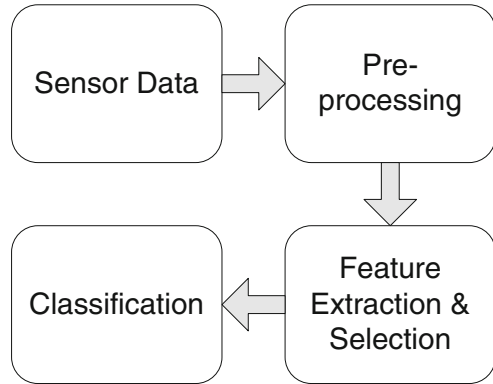 Sensor Data
Pre-
processing
Feature
Extraction &
Selection
Classification